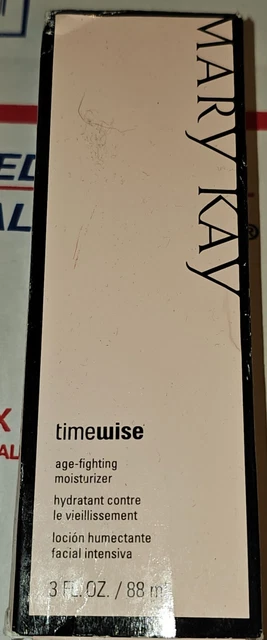 MARY KAY
timewise
age-fighting
moisturizer
hydratant contre
le vieillissement
loción humectante
facial intensiva
3 FL. OZ. / 88 m